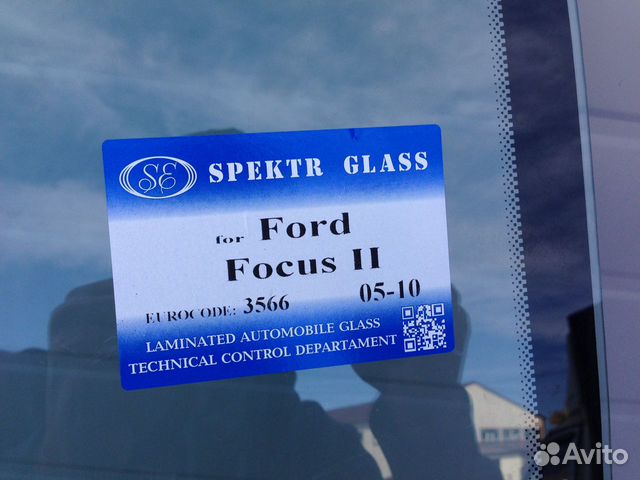 SE SPEKTR GLASS
for Ford
Focus II
EUROCODE: 3566 05-10
LAMINATED AUTOMOBILE GLASS
TECHNICAL CONTROL DEPARTAMENT
Avito